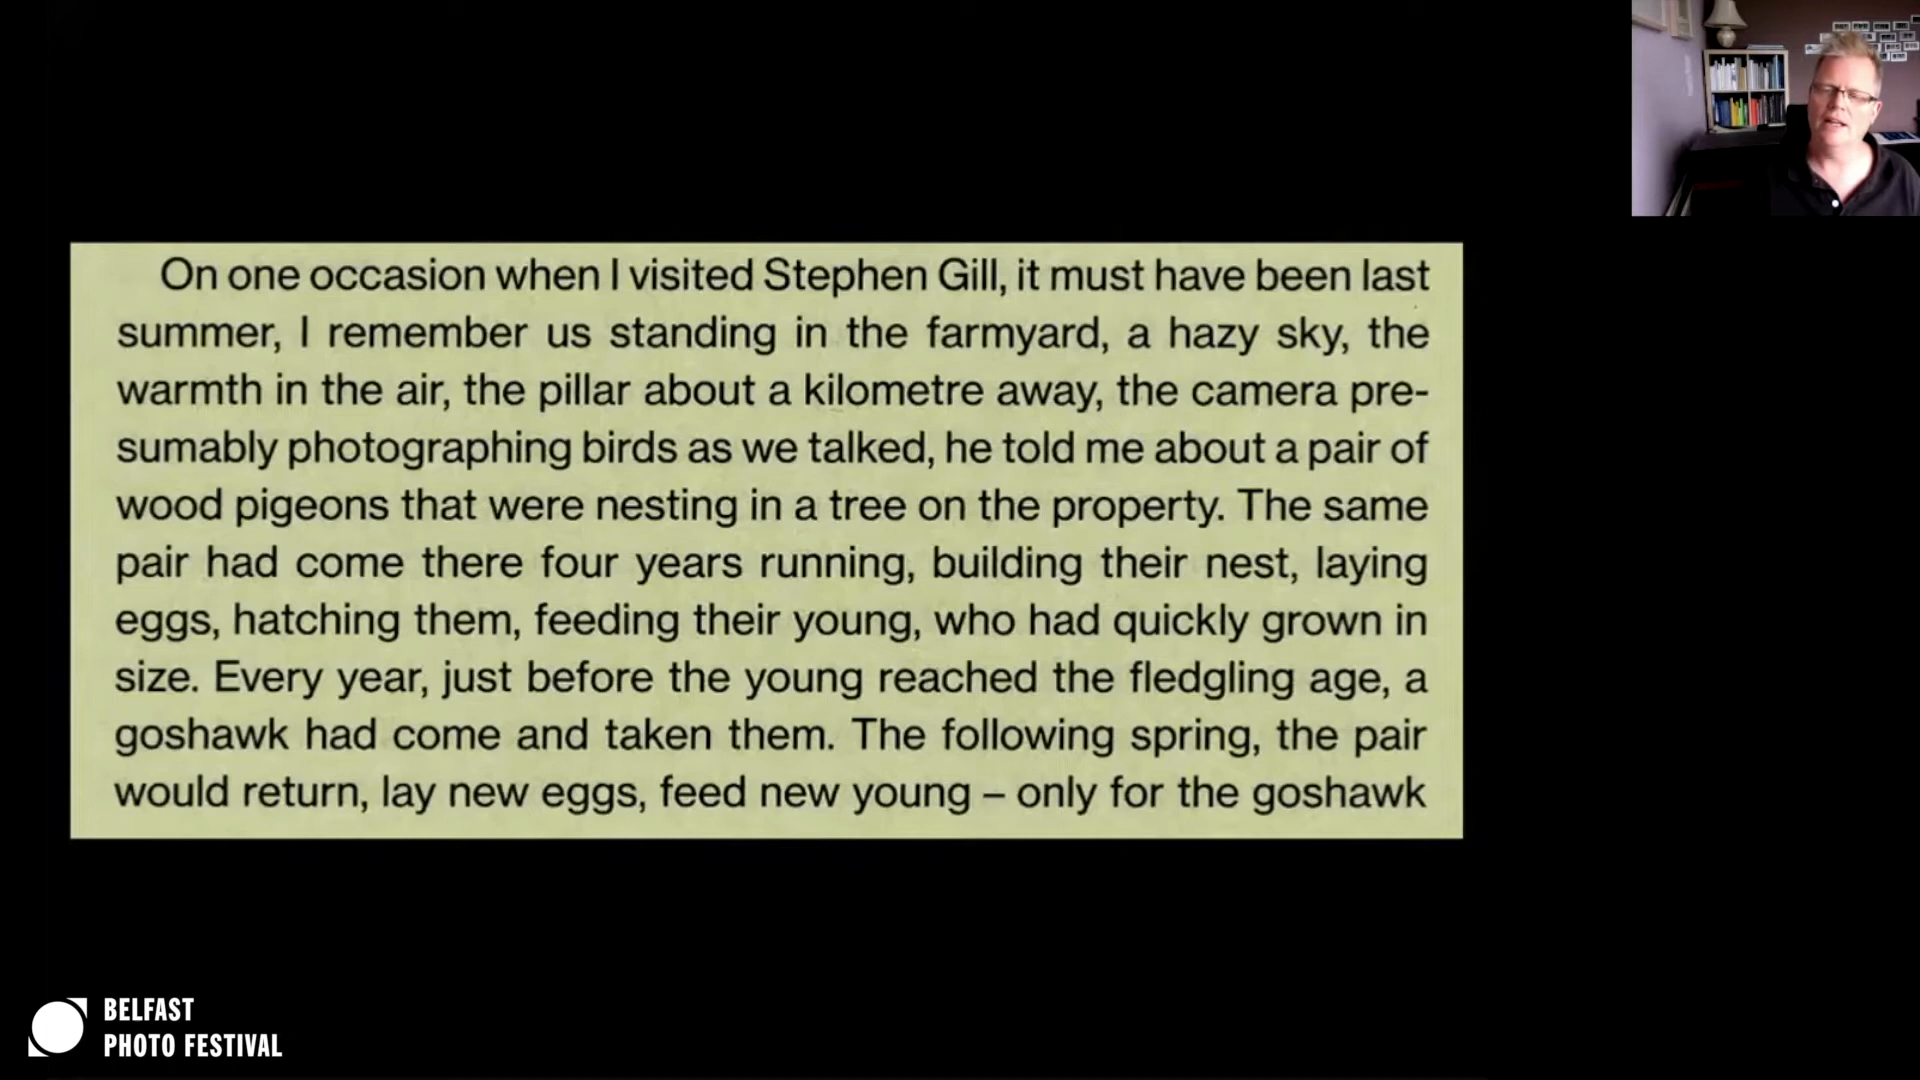 On one occasion when I visited Stephen Gill, it must have been last
summer, I remember us standing in the farmyard, a hazy sky, the
warmth in the air, the pillar about a kilometre away, the camera pre-
sumably photographing birds as we talked, he told me about a pair of
wood pigeons that were nesting in a tree on the property. The same
pair had come there four years running, building their nest, laying
eggs, hatching them, feeding their young, who had quickly grown in
size. Every year, just before the young reached the fledgling age, a
goshawk had come and taken them. The following spring, the pair
would return, lay new eggs, feed new young – only for the goshawk
BELFAST
PHOTO FESTIVAL